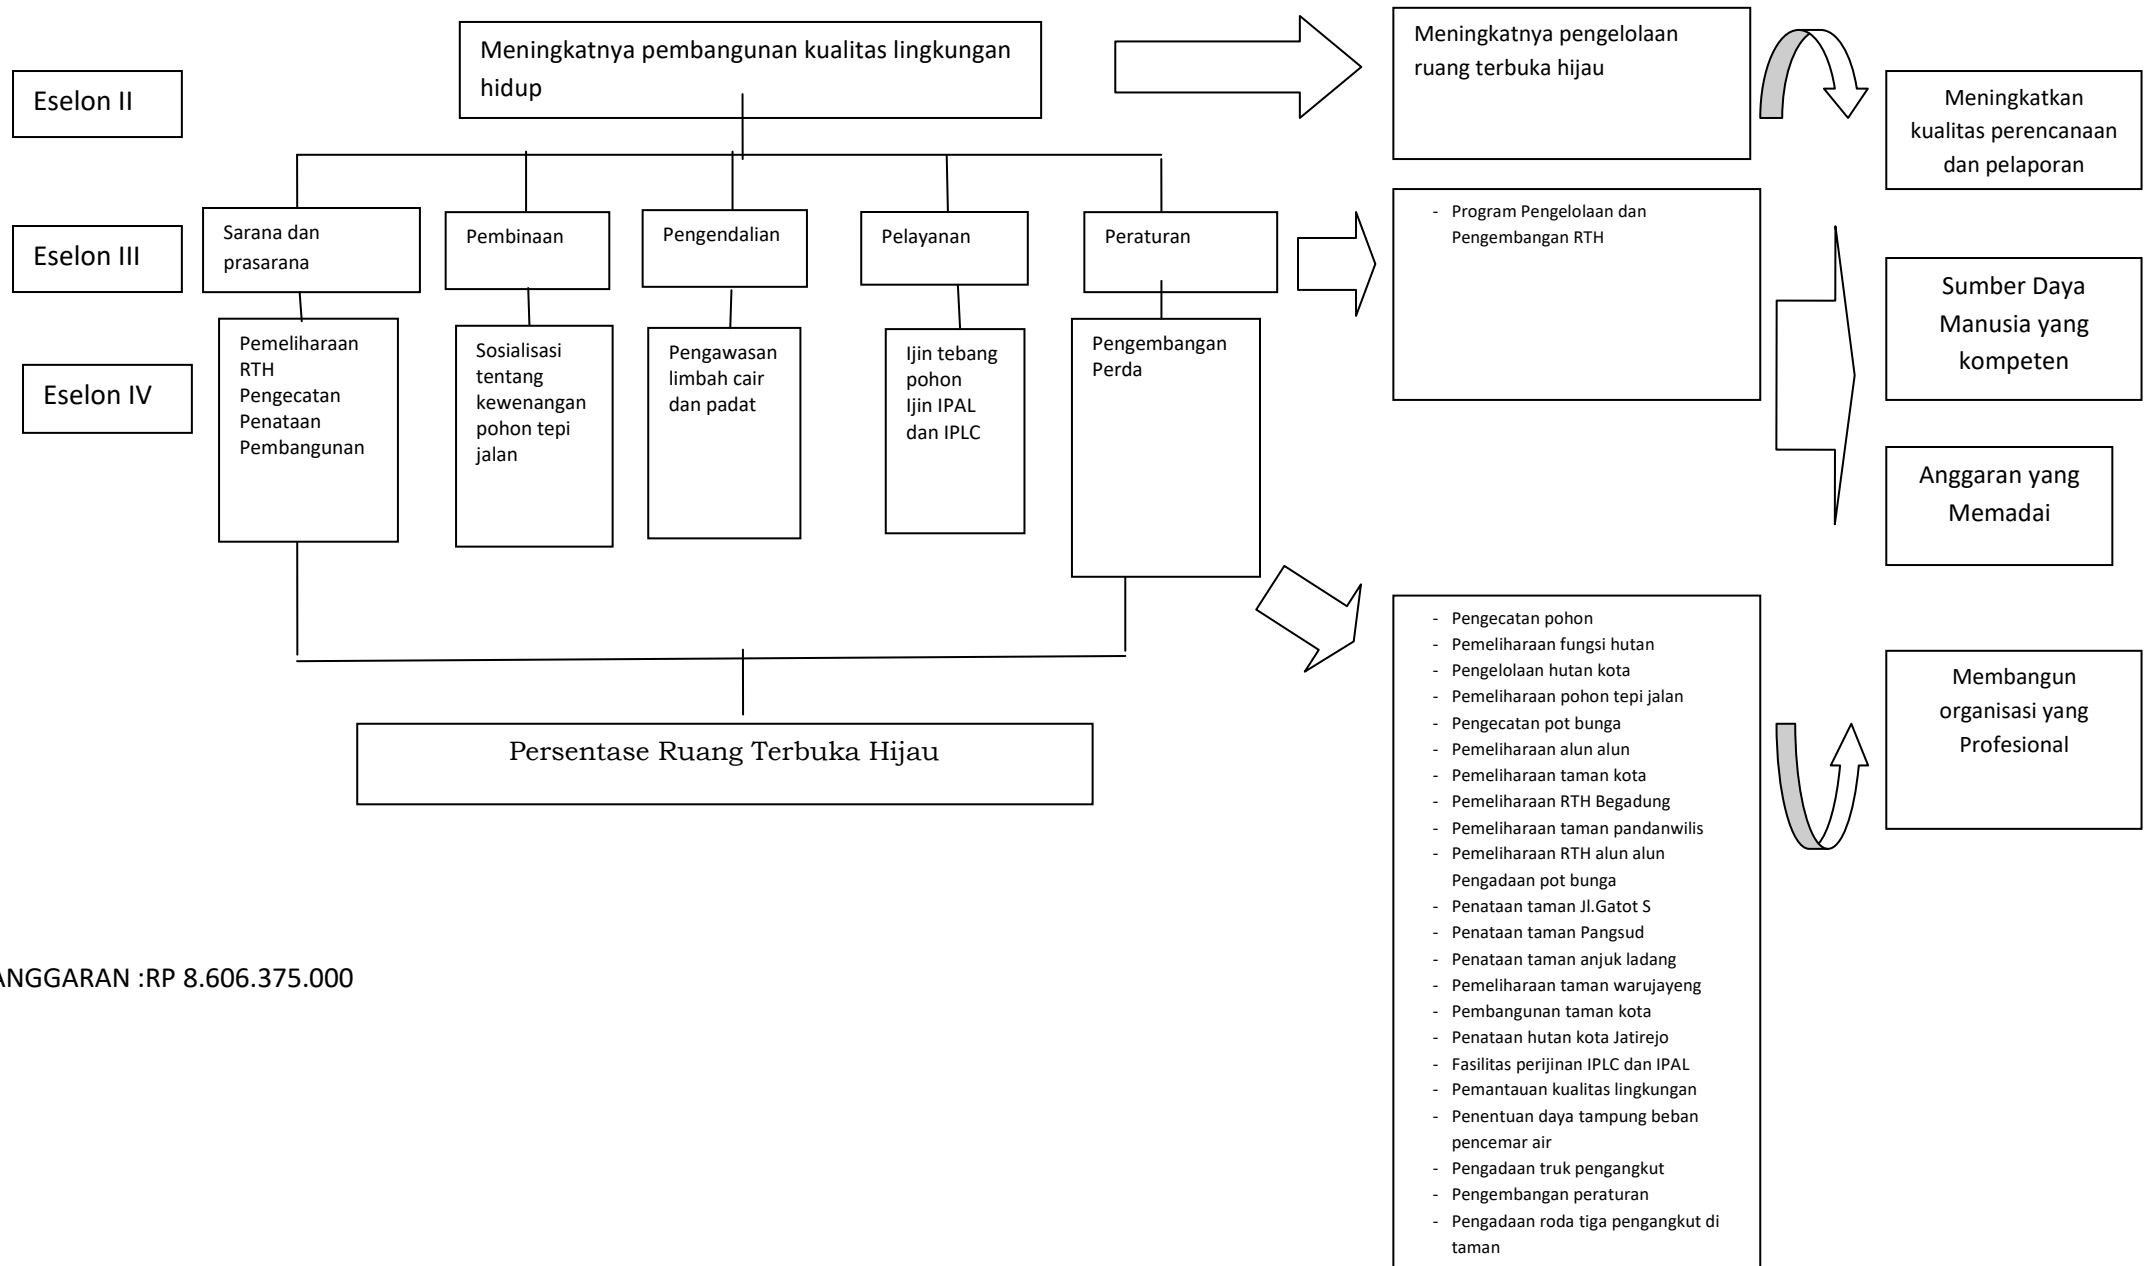 Meningkatnya pembangunan kualitas lingkungan
hidup
Meningkatnya pengelolaan
ruang terbuka hijau
Eselon II
Meningkatkan
kualitas perencanaan
dan pelaporan
Eselon III
Sarana dan
prasarana
Pembinaan
Pengendalian
Pelayanan
Peraturan
- Program Pengelolaan dan
Pengembangan RTH
Sumber Daya
Manusia yang
kompeten
Eselon IV
Pemeliharaan
RTH
Pengecatan
Penataan
Pembangunan
Sosialisasi
tentang
kewenangan
pohon tepi
jalan
Pengawasan
limbah cair
dan padat
Ijin tebang
pohon
Ijin IPAL
dan IPLC
Pengembangan
Perda
Anggaran yang
Memadai
- Pengecatan pohon
- Pemeliharaan fungsi hutan
- Pengelolaan hutan kota
- Pemeliharaan pohon tepi jalan
- Pengecatan pot bunga
- Pemeliharaan alun alun
- Pemeliharaan taman kota
- Pemeliharaan RTH Begadung
- Pemeliharaan taman pandanwilis
- Pemeliharaan RTH alun alun
Pengadaan pot bunga
- Penataan taman Jl.Gatot S
- Penataan taman Pangsud
- Penataan taman anjuk ladang
- Pemeliharaan taman warujayeng
- Pembangunan taman kota
- Penataan hutan kota Jatirejo
- Fasilitas perijinan IPLC dan IPAL
- Pemantauan kualitas lingkungan
- Penentuan daya tampung beban
pencemar air
- Pengadaan truk pengangkut
- Pengembangan peraturan
- Pengadaan roda tiga pengangkut di
taman
Membangun
organisasi yang
Profesional
Persentase Ruang Terbuka Hijau
ANGGARAN :RP 8.606.375.000